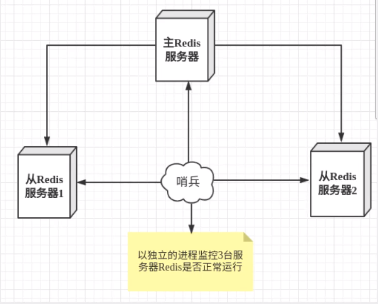 主Redis
服务器
从Redis
服务器1
哨兵
从Redis
服务器2
以独立的进程监控3台服
务器Redis是否正常运行